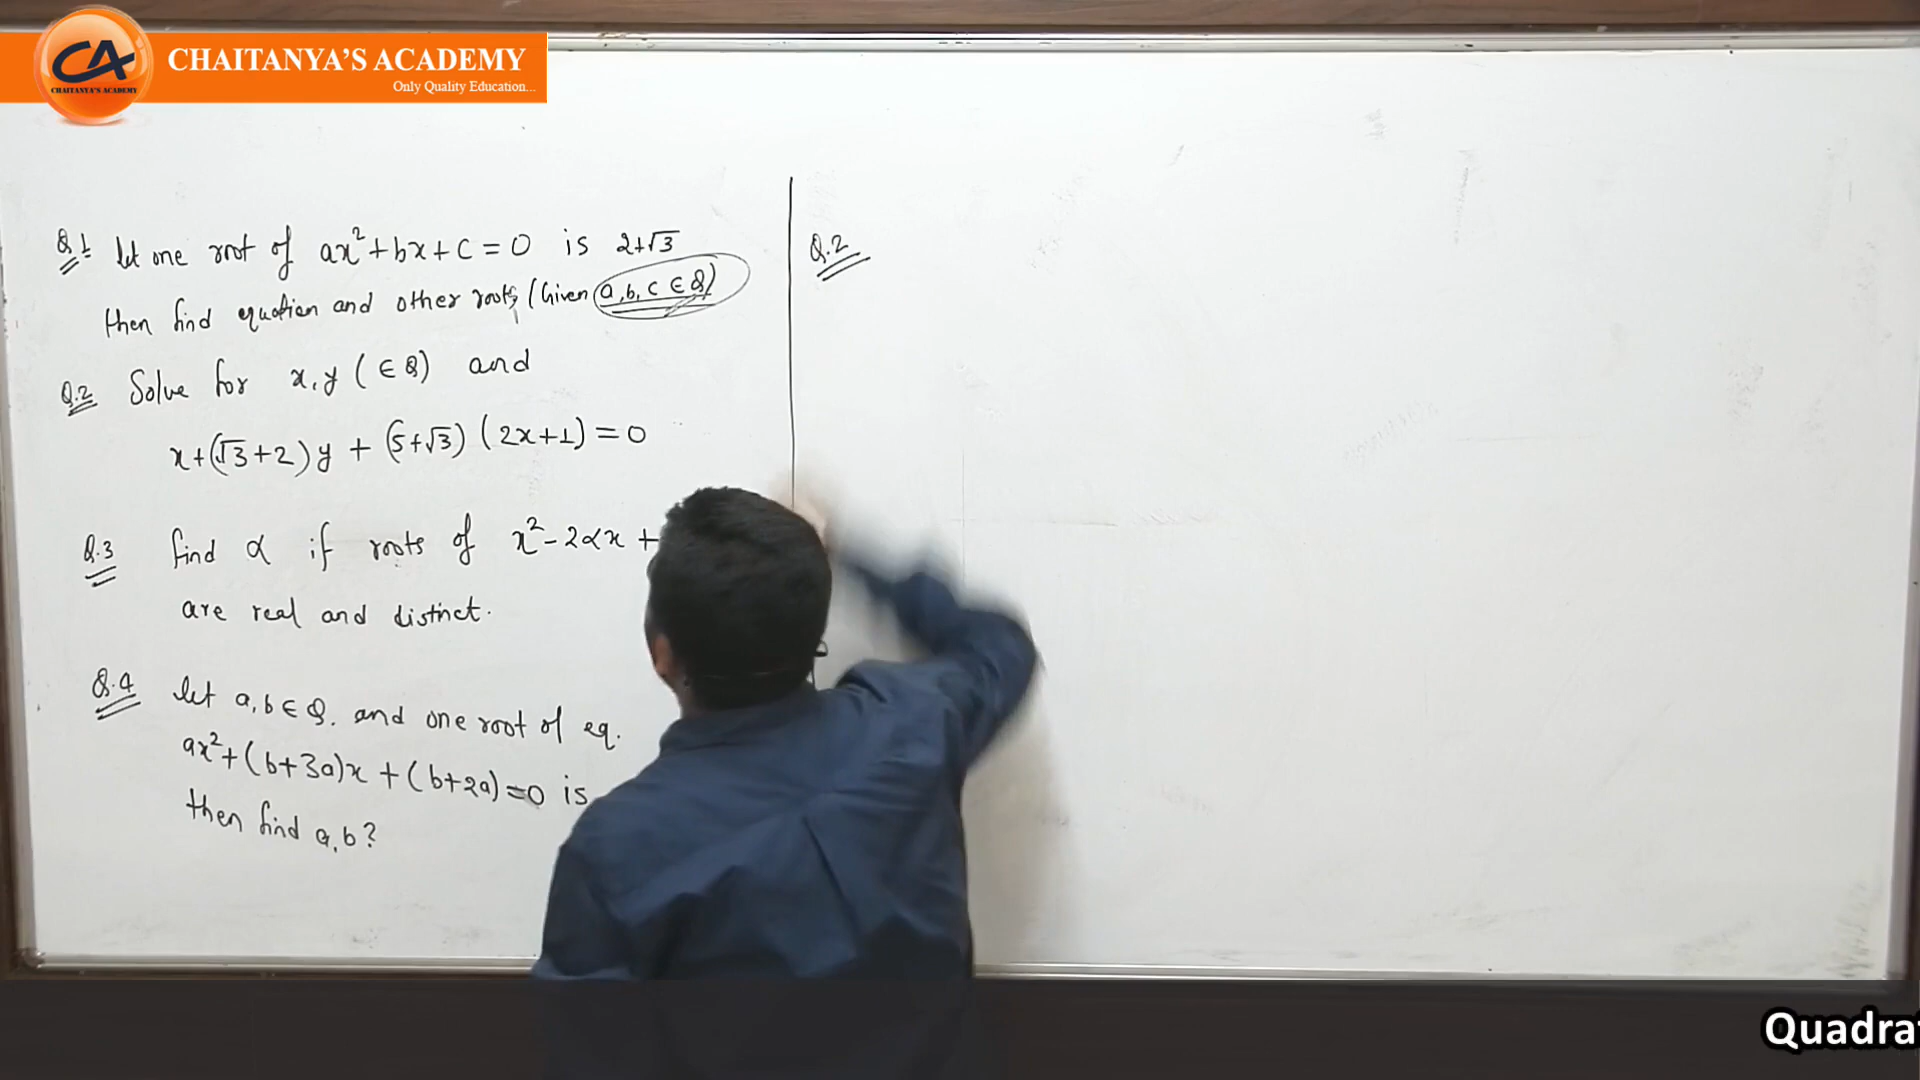 CHAITANYA'S ACADEMY
Only Quality Education...
CA
CHAITANYA'S ACADEMY
Q.1 let one root of ax²+bx+c=0 is 2+√3
then find equation and other roots, (Given a,b,c ∈ Q)
Q.2 Solve for x,y (∈Q) and
x+(√3+2)y + (5+√3)(2x+1)=0
Q.3 find α if roots of x²-2αx+
are real and distinct.
Q.4 let a,b∈Q. and one root of eq.
ax²+(b+3a)x+(b+2a)=0 is
then find a,b?
Q.2
Quadra